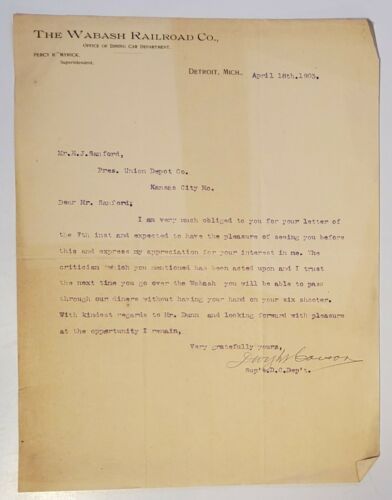 THE WABASH RAILROAD CO.,
OFFICE OF DINING CAR DEPARTMENT.
PERCY R. MYRICK,
Superintendent.
DETROIT, MICH., April 18th.1903.
Mr. J. Sanford,
Pres. Union Depot Co.
Kansas City Mo.
Dear Mr. Sanford;
I am very much obliged to you for your letter of
the 7th inst and expected to have the pleasure of seeing you before
this and express my appreciation for your interest in me. The
criticism which you mentioned has been acted upon and I trust
the next time you go over the Wabash you will be able to pass
through our diners without having your hand on your six shooter.
With kindest regards to Mr. Dunn and looking forward with pleasure
at the opportunity I remain,
Very gratefully yours,
Sup't.D.C.Dep't.